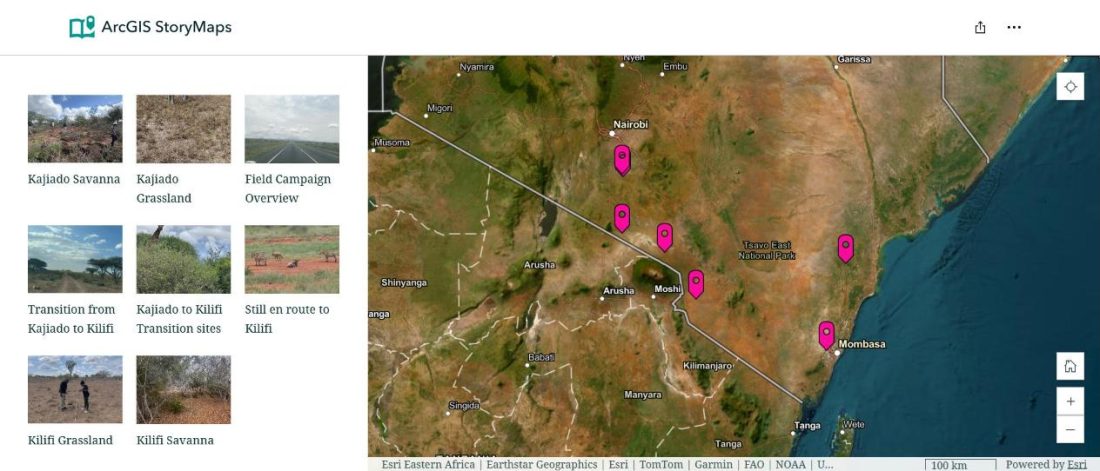 ArcGIS StoryMaps
Kajiado Savanna
Kajiado
Grassland
Field Campaign
Overview
Transition from
Kajiado to Kilifi
Kajiado to Kilifi
Transition sites
Still en route to
Kilifi
Kilifi Grassland
Kilifi Savanna
Nyamira
Nyeri
Embu
Garissa
Migori
Nairobi
Musoma
Tsavo East
National Park
Arusha
Shinyanga
Arusha
Moshi
anga
Mombasa
Babati
Kilimanjaro
Manyara
Singida
Tanga
Wete
Tanga
Esri Eastern Africa | Earthstar Geographics | Esri | TomTom | Garmin | FAO | NOAA | U...
100 km
Powered by Esri